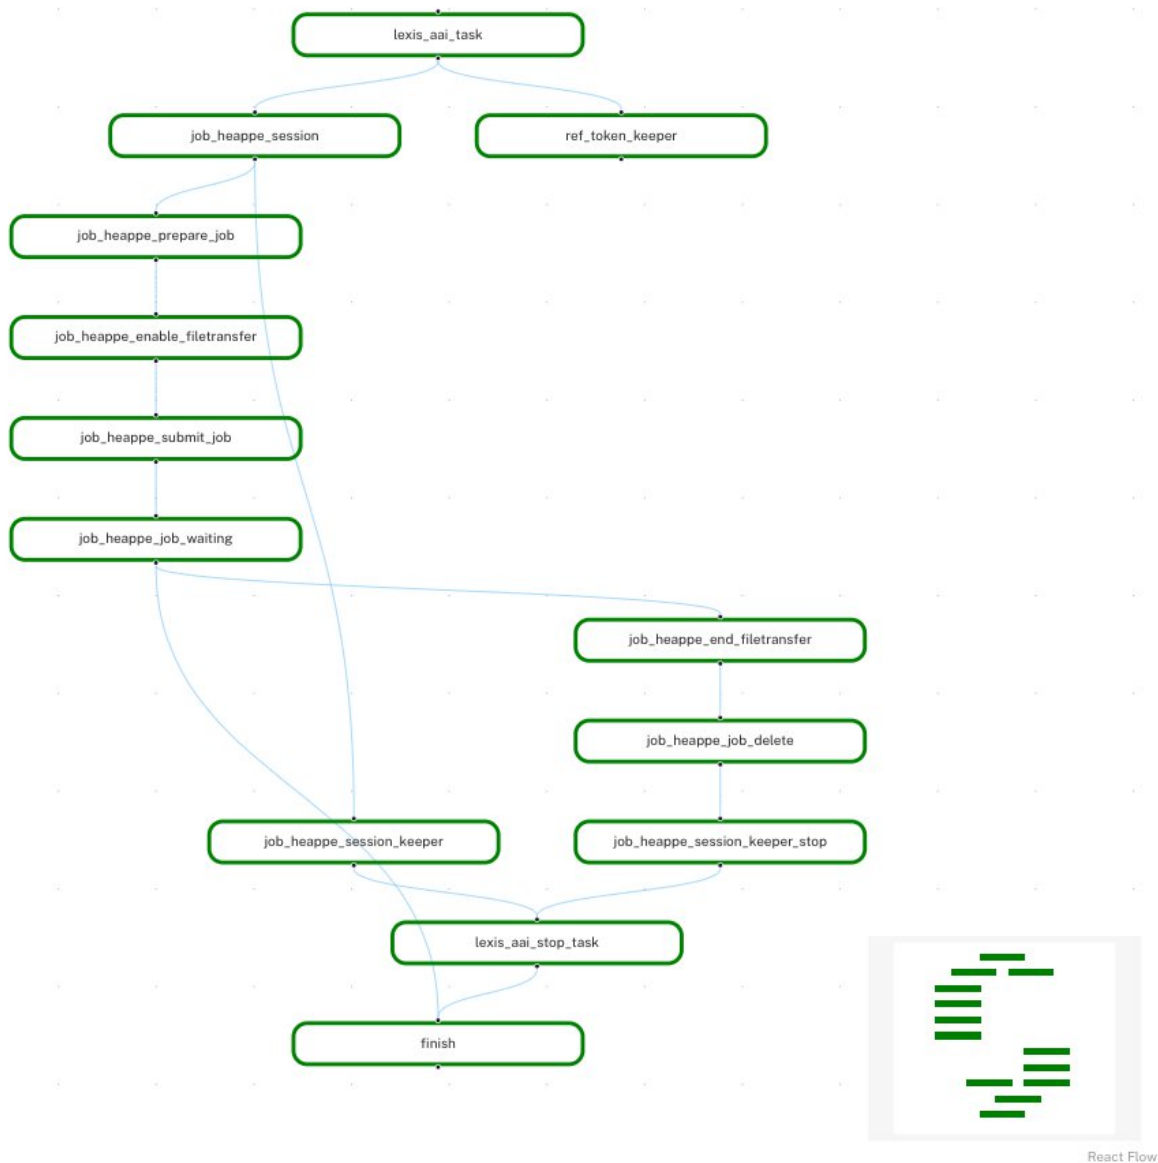 lexis_aai_task
job_heappe_session
ref_token_keeper
job_heappe_prepare_job
job_heappe_enable_filetransfer
job_heappe_submit_job
job_heappe_job_waiting
job_heappe_end_filetransfer
job_heappe_job_delete
job_heappe_session_keeper
job_heappe_session_keeper_stop
lexis_aai_stop_task
finish
React Flow